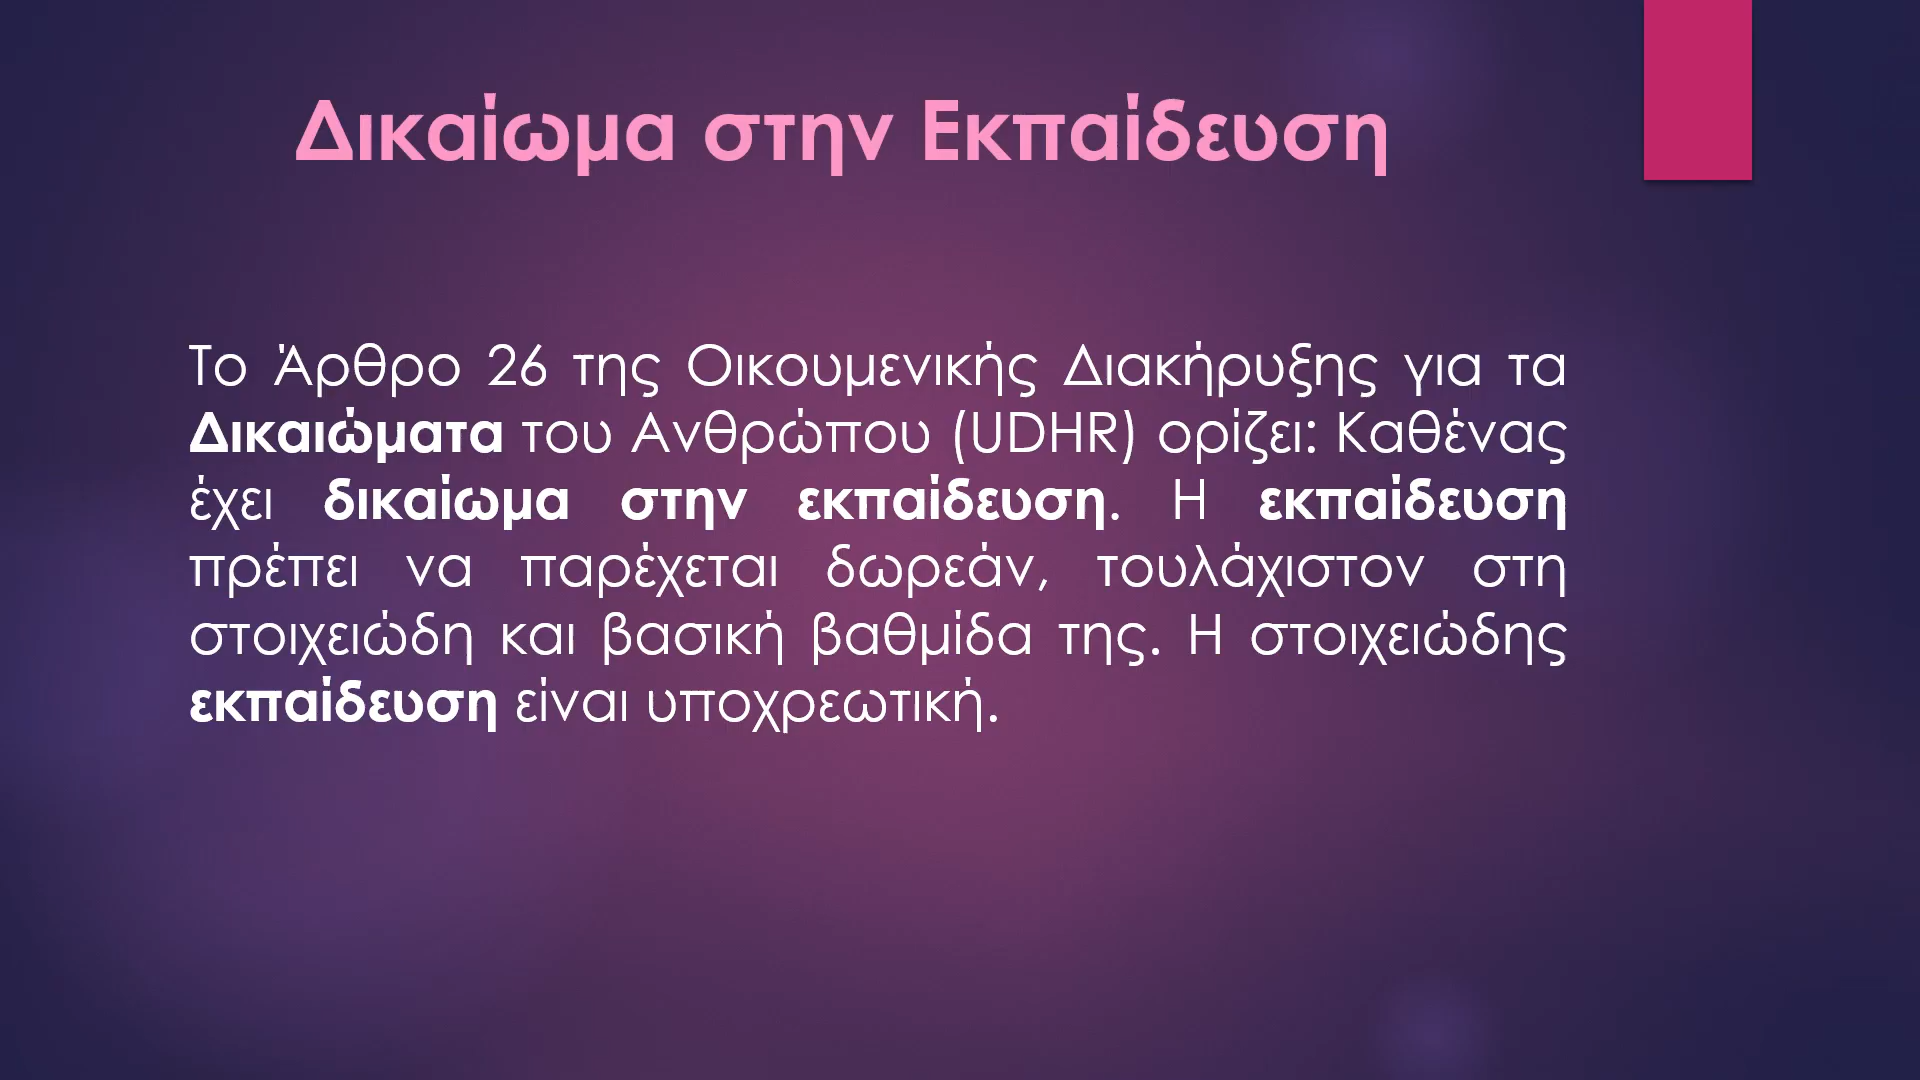 Δικαίωμα στην Εκπαίδευση
Το Άρθρο 26 της Οικουμενικής Διακήρυξης για τα
Δικαιώματα του Ανθρώπου (UDHR) ορίζει: Καθένας
έχει δικαίωμα στην εκπαίδευση. Η εκπαίδευση
πρέπει να παρέχεται δωρεάν, τουλάχιστον στη
στοιχειώδη και βασική βαθμίδα της. Η στοιχειώδης
εκπαίδευση είναι υποχρεωτική.